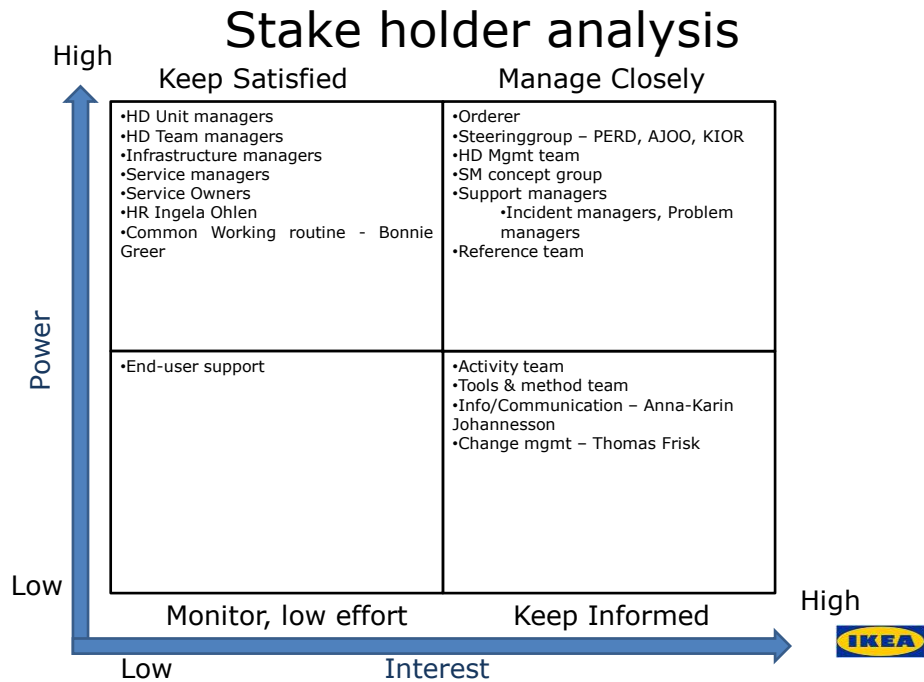 Stake holder analysis
High
Keep Satisfied
Manage Closely
•HD Unit managers
•HD Team managers
•Infrastructure managers
•Service managers
•Service Owners
•HR Ingela Ohlen
•Common Working routine - Bonnie
Greer
•Orderer
•Steeringgroup – PERD, AJOO, KIOR
•HD Mgmt team
•SM concept group
•Support managers
•Incident managers, Problem
managers
•Reference team
Power
•End-user support
•Activity team
•Tools & method team
•Info/Communication – Anna-Karin
Johannesson
•Change mgmt – Thomas Frisk
Low
Monitor, low effort
Keep Informed
High
IKEA
Low
Interest